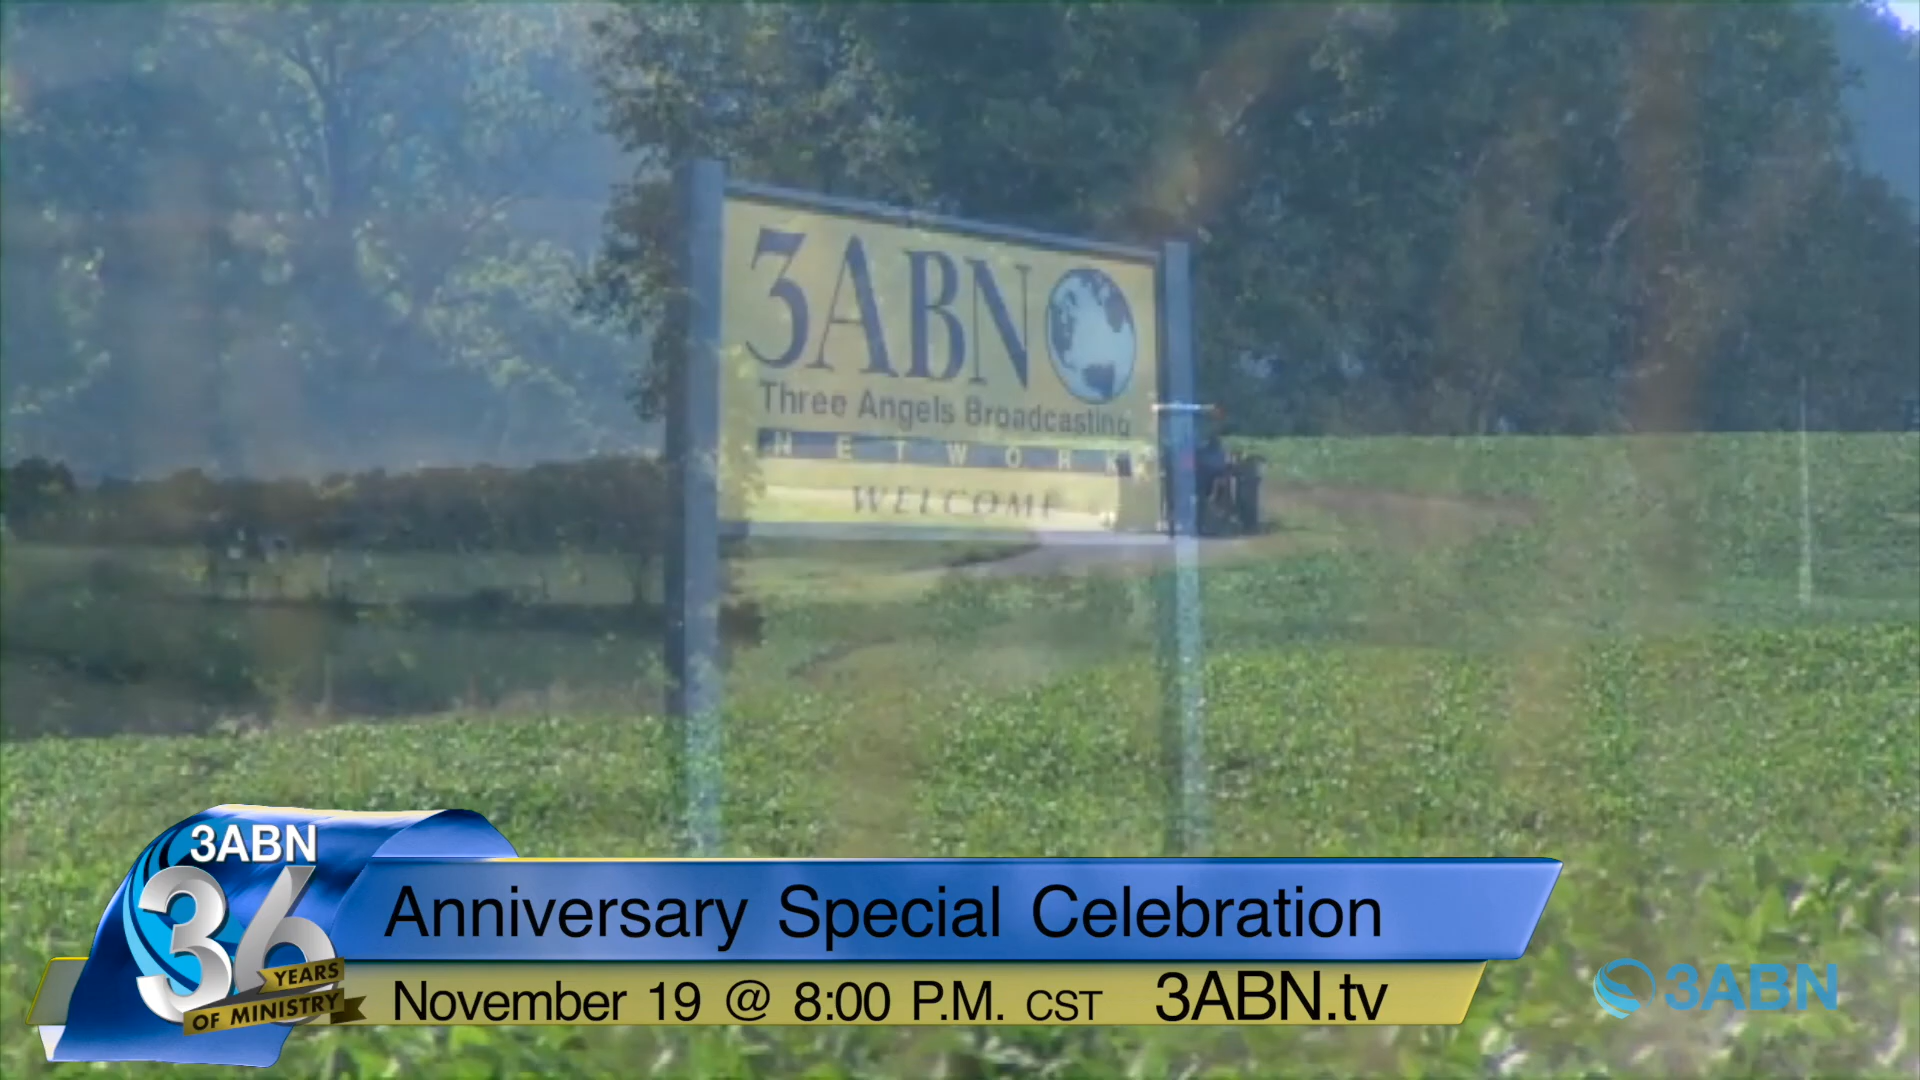 3ABN
Three Angels Broadcasting
NETWORK
WELCOME
3ABN
36
YEARS
OF MINISTRY
Anniversary Special Celebration
November 19 @ 8:00 P.M. CST 3ABN.tv
3ABN